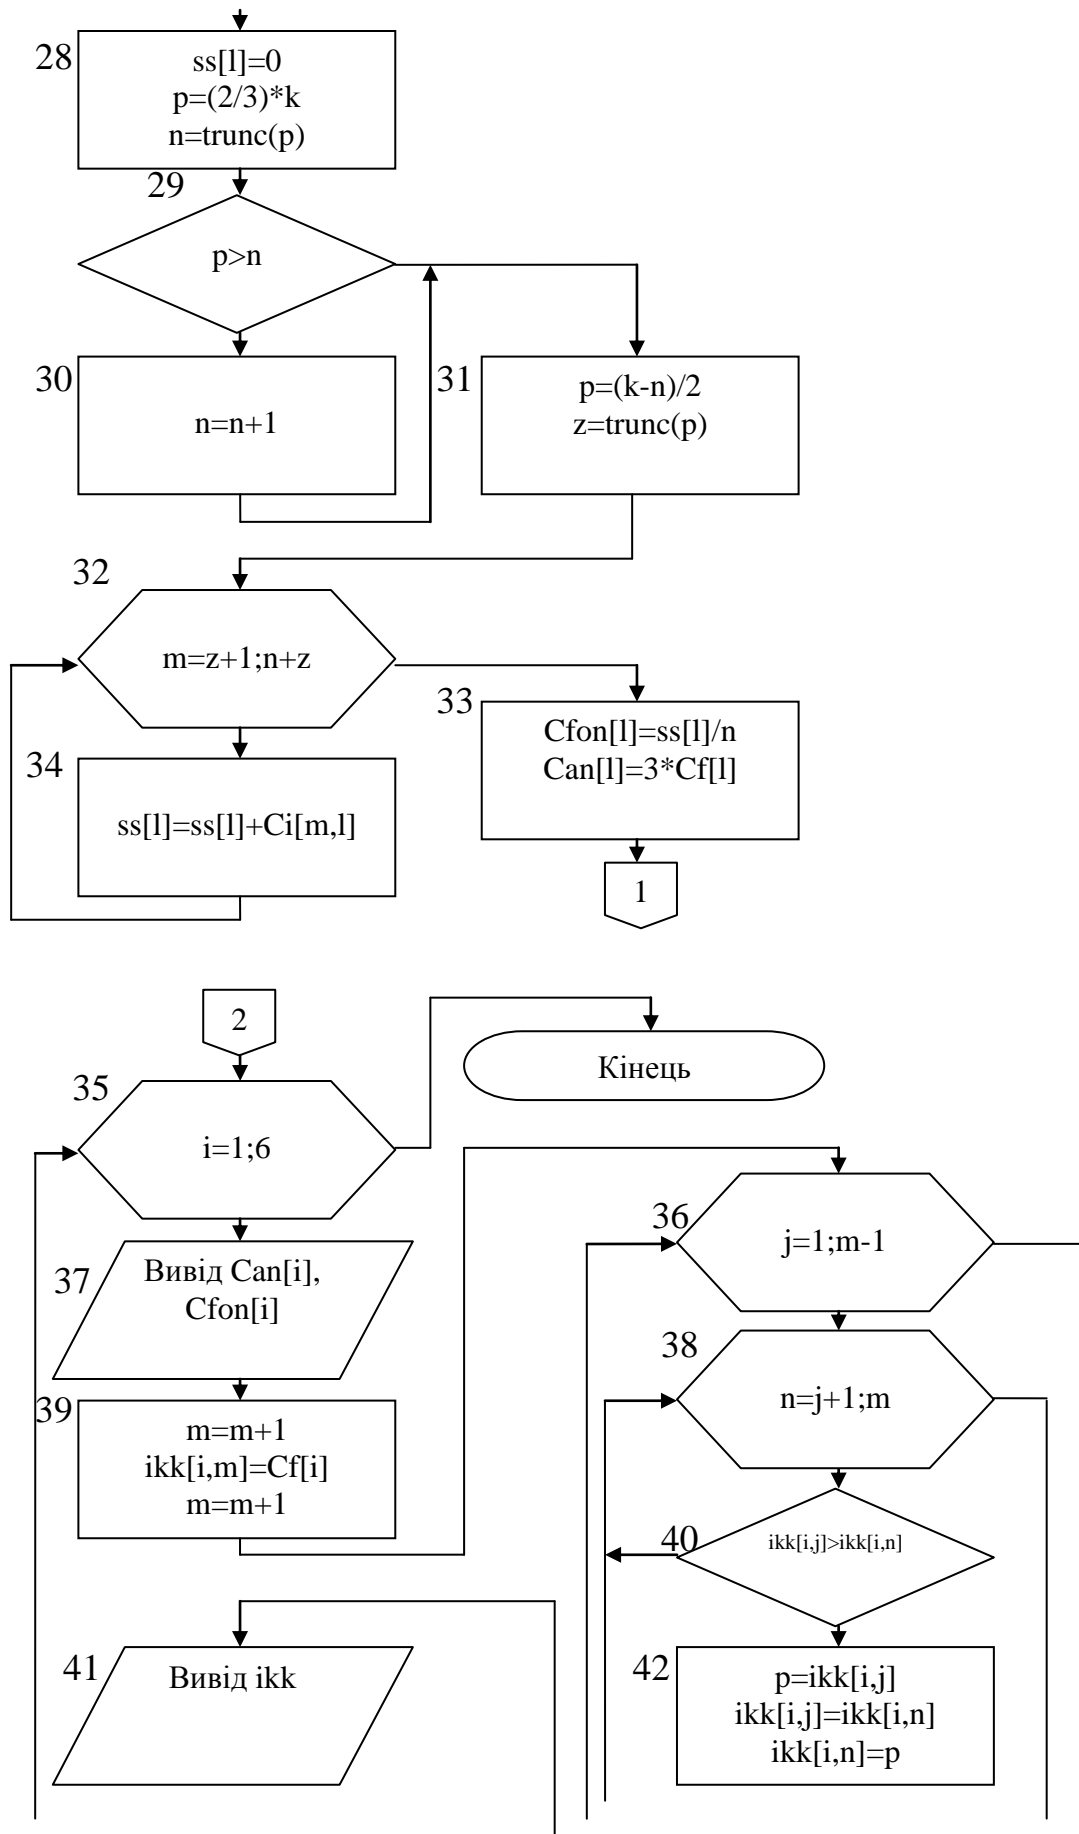 28
ss[l]=0
p=(2/3)*k
n=trunc(p)
29
p>n
30
n=n+1
31
p=(k-n)/2
z=trunc(p)
32
m=z+1;n+z
33
Cfon[l]=ss[l]/n
Can[l]=3*Cf[l]
34
ss[l]=ss[l]+Ci[m,l]
1
2
Кінець
35
i=1;6
36
j=1;m-1
37
Вивід Can[i],
Cfon[i]
38
n=j+1;m
39
m=m+1
ikk[i,m]=Cf[i]
m=m+1
40
ikk[i,j]>ikk[i,n]
41
Вивід ikk
42
p=ikk[i,j]
ikk[i,j]=ikk[i,n]
ikk[i,n]=p